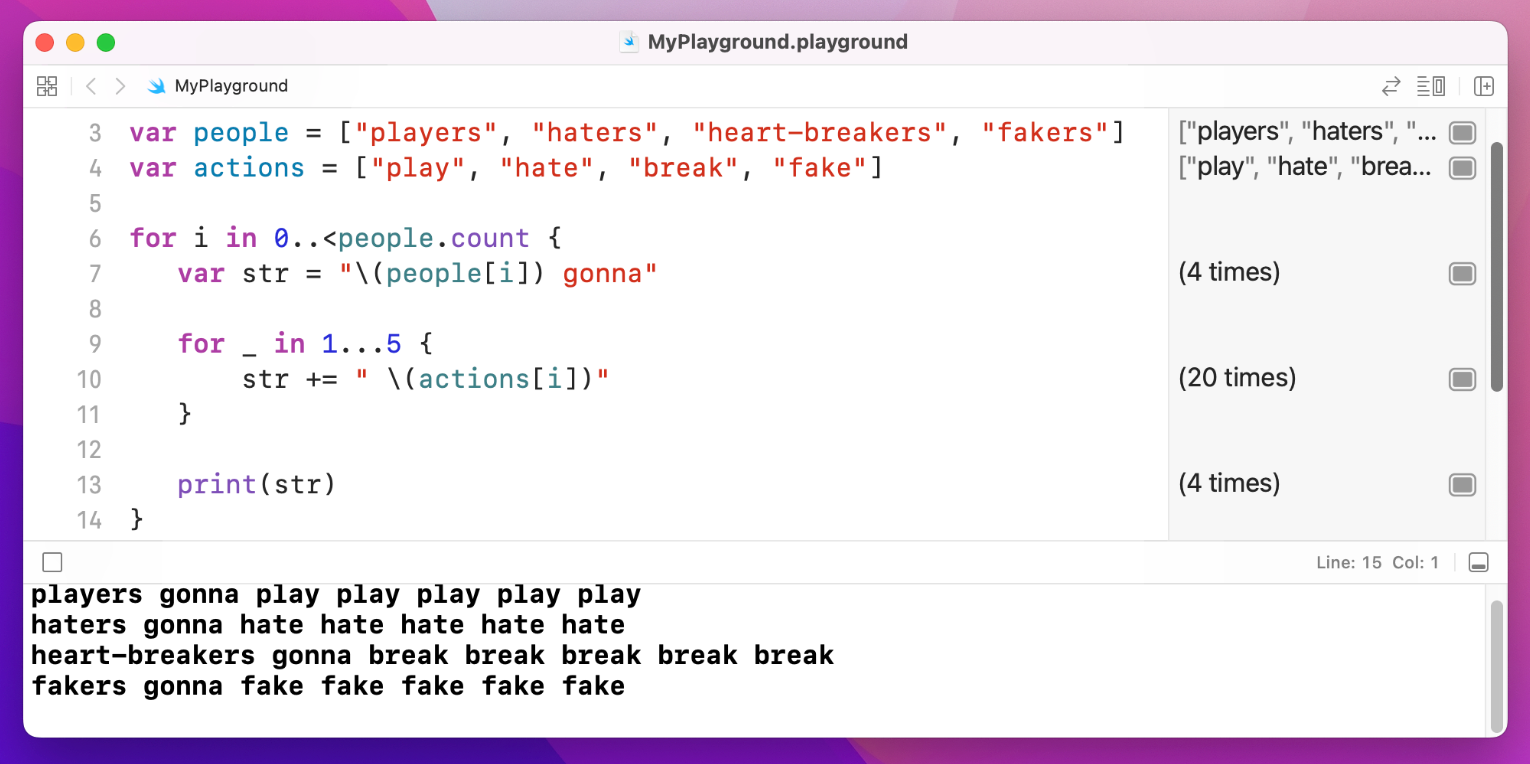 MyPlayground.playground
MyPlayground
3 var people = ["players", "haters", "heart-breakers", "fakers"] ["players", "haters", "...
4 var actions = ["play", "hate", "break", "fake"] ["play", "hate", "brea...
5
6 for i in 0..<people.count {
7 var str = "\(people[i]) gonna" (4 times)
8
9 for _ in 1...5 {
10 str += " \(actions[i])" (20 times)
11 }
12
13 print(str) (4 times)
14 }
Line: 15 Col: 1
players gonna play play play play play
haters gonna hate hate hate hate hate
heart-breakers gonna break break break break break
fakers gonna fake fake fake fake fake